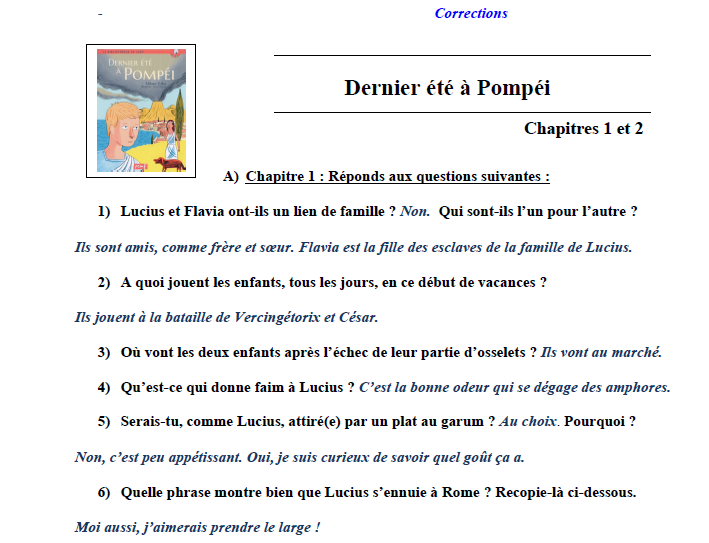 - Corrections
DERNIER ÉTÉ
À POMPÉI
Dernier été à Pompéi
Chapitres 1 et 2
A) Chapitre 1 : Réponds aux questions suivantes :
1) Lucius et Flavia ont-ils un lien de famille ? Non. Qui sont-ils l’un pour l’autre ?
Ils sont amis, comme frère et sœur. Flavia est la fille des esclaves de la famille de Lucius.
2) A quoi jouent les enfants, tous les jours, en ce début de vacances ?
Ils jouent à la bataille de Vercingétorix et César.
3) Où vont les deux enfants après l’échec de leur partie d’osselets ? Ils vont au marché.
4) Qu’est-ce qui donne faim à Lucius ? C’est la bonne odeur qui se dégage des amphores.
5) Serais-tu, comme Lucius, attiré(e) par un plat au garum ? Au choix. Pourquoi ?
Non, c’est peu appétissant. Oui, je suis curieux de savoir quel goût ça a.
6) Quelle phrase montre bien que Lucius s’ennuie à Rome ? Recopie-là ci-dessous.
Moi aussi, j’aimerais prendre le large !